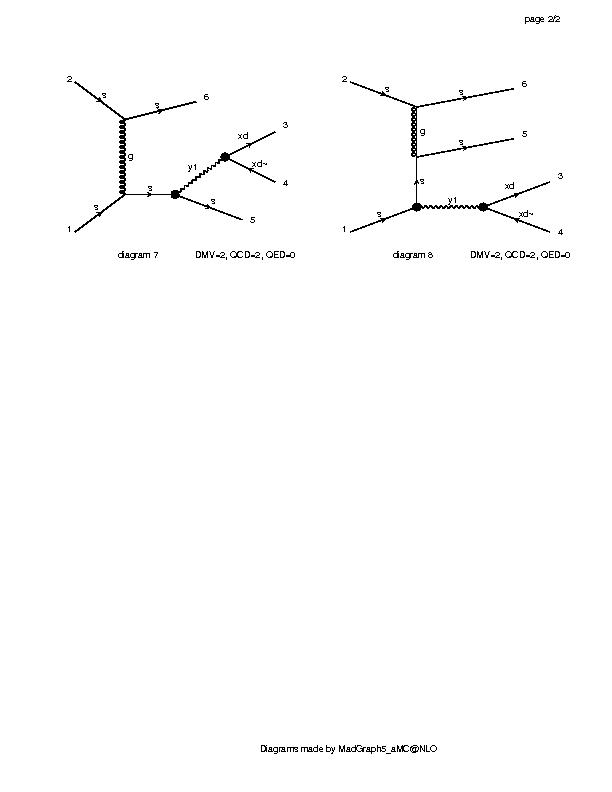 page 2/2
2
s
s
6
g
xd
3
y1
xd~
4
s
s
s
1
5
diagram 7
DMV=2, QCD=2, QED=0
2
s
s
6
g
s
5
s
xd
3
s
y1
xd~
1
4
diagram 8
DMV=2, QCD=2, QED=0
Diagrams made by MadGraph5_aMC@NLO